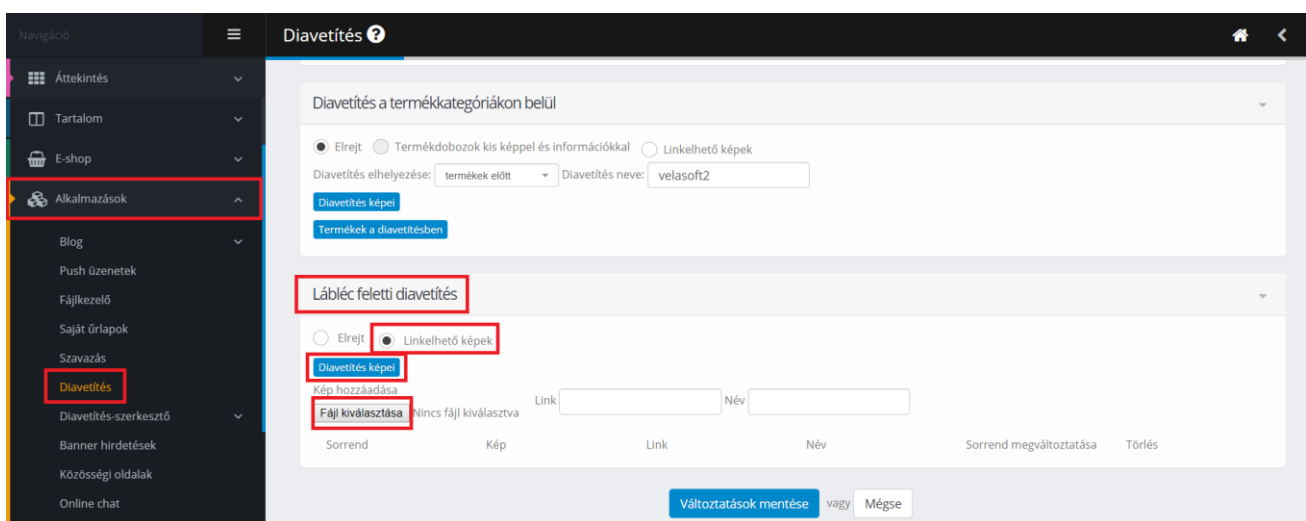 Navigáció
Diavetítés ?
Áttekintés
Tartalom
E-shop
Alkalmazások
Blog
Push üzenetek
Fájlkezelő
Saját űrlapok
Szavazás
Diavetítés
Diavetítés-szerkesztő
Banner hirdetések
Közösségi oldalak
Online chat
Diavetítés a termékkategóriákon belül
Elrejt Termékdobozok kis képpel és információkkal Linkelhető képek
Diavetítés elhelyezése: termékek előtt Diavetítés neve: velasoft2
Diavetítés képei
Termékek a diavetítésben
Lábléc feletti diavetítés
Elrejt Linkelhető képek
Diavetítés képei
Kép hozzáadása
Fájl kiválasztása Nincs fájl kiválasztva Link Név
Sorrend Kép Link Név Sorrend megváltoztatása Törlés
Változtatások mentése vagy Mégse